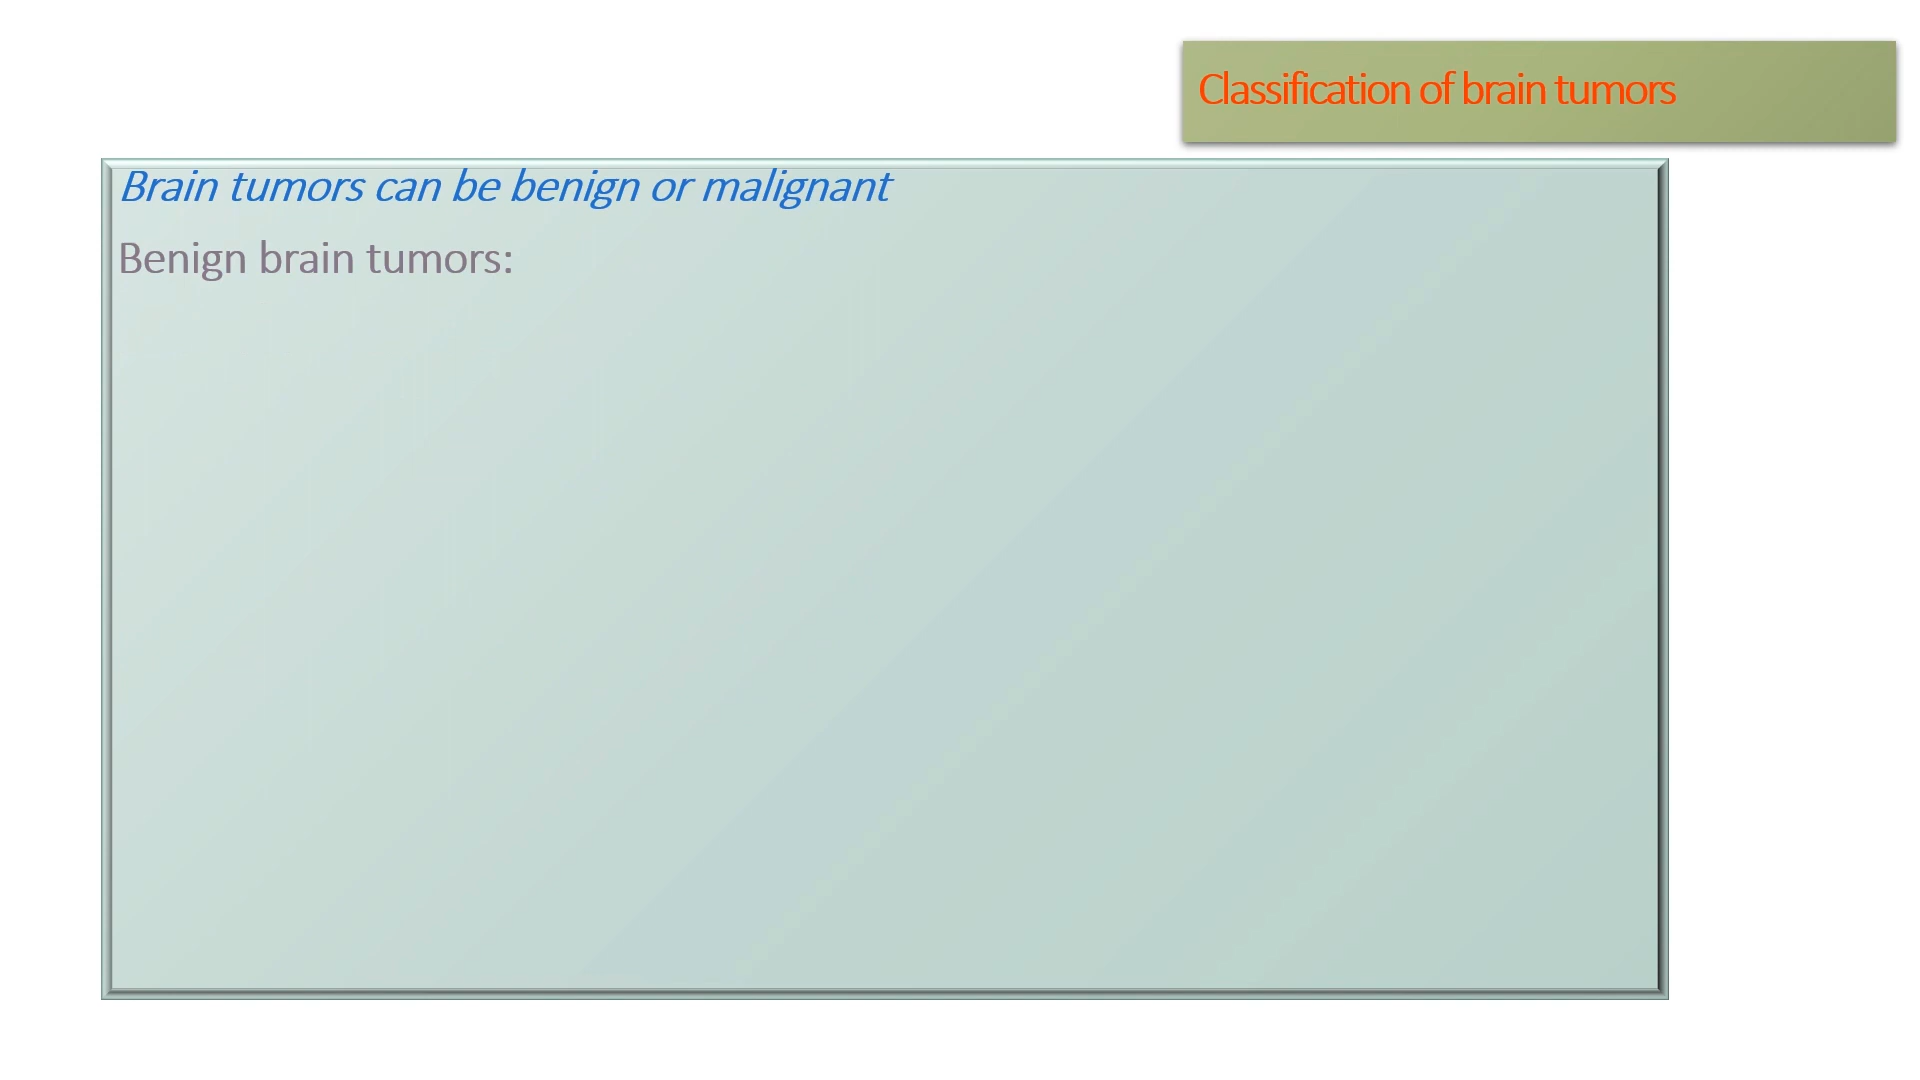 Classification of brain tumors
Brain tumors can be benign or malignant
Benign brain tumors: